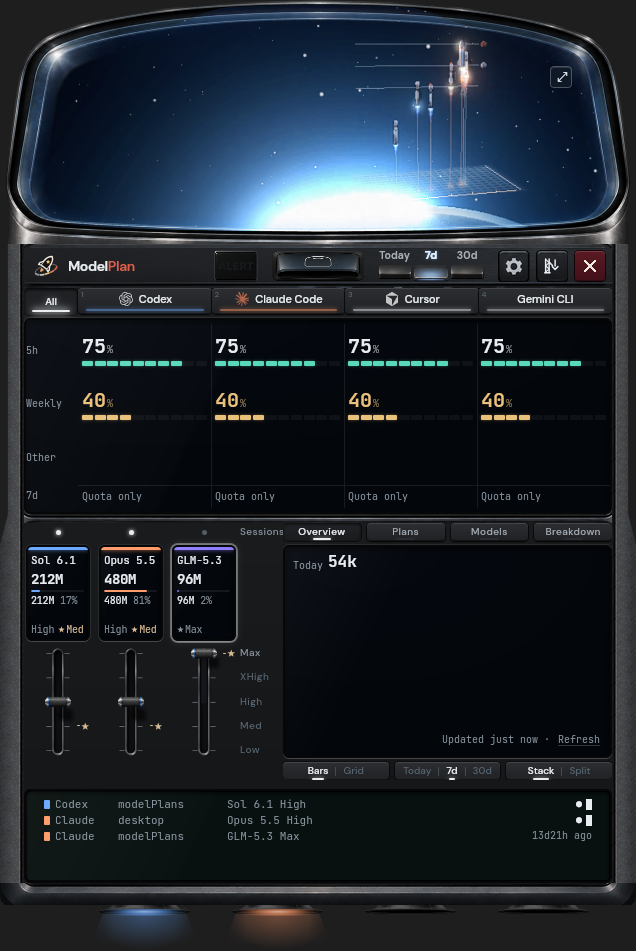 ModelPlan ALERT Today 7d 30d
All 1 Codex 2 Claude Code 3 Cursor 4 Gemini CLI
5h 75% 75% 75% 75%
Weekly 40% 40% 40% 40%
Other
7d Quota only Quota only Quota only Quota only
Sessions Overview Plans Models Breakdown
Sol 6.1 Opus 5.5 GLM-5.3
212M 480M 96M
212M 17% 480M 81% 96M 2%
High ★Med High ★Med ★Max
Today 54k
-★ Max
XHigh
High
-★ -★ Med
Low
Updated just now · Refresh
Bars | Grid Today | 7d | 30d Stack | Split
Codex modelPlans Sol 6.1 High
Claude desktop Opus 5.5 High
Claude modelPlans GLM-5.3 Max 13d21h ago